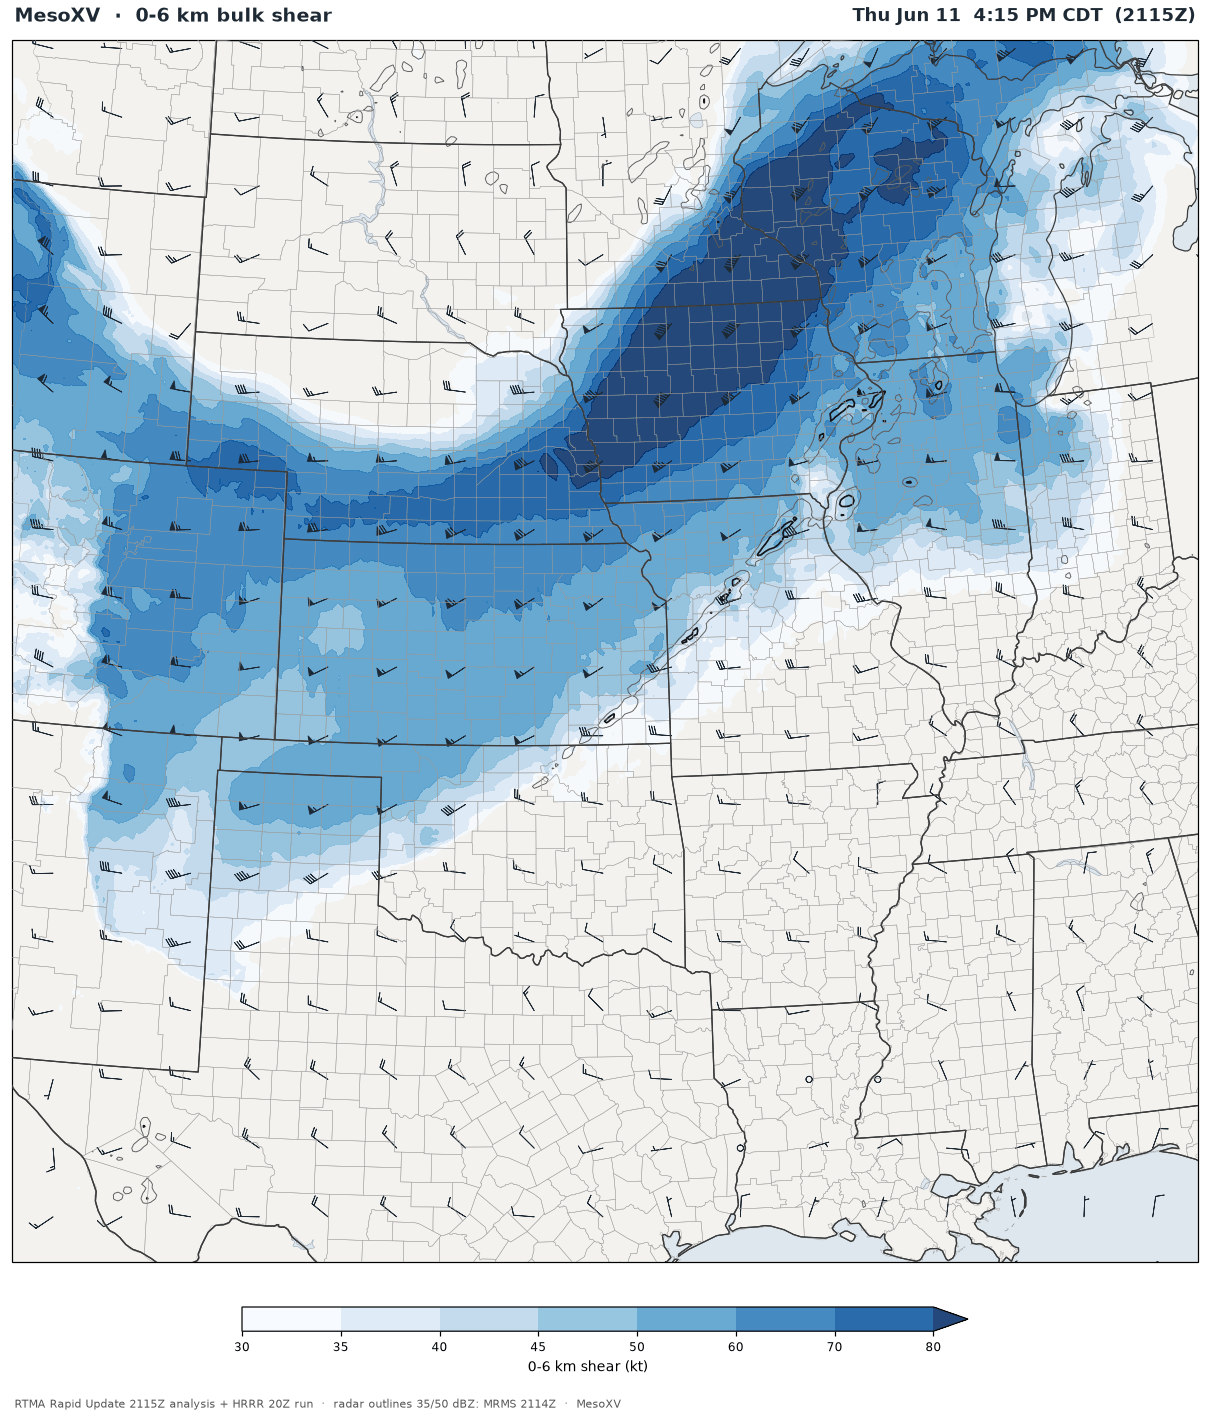 MesoXV · 0-6 km bulk shear
Thu Jun 11 4:15 PM CDT (2115Z)
30 35 40 45 50 60 70 80
0-6 km shear (kt)
RTMA Rapid Update 2115Z analysis + HRRR 20Z run · radar outlines 35/50 dBZ: MRMS 2114Z · MesoXV